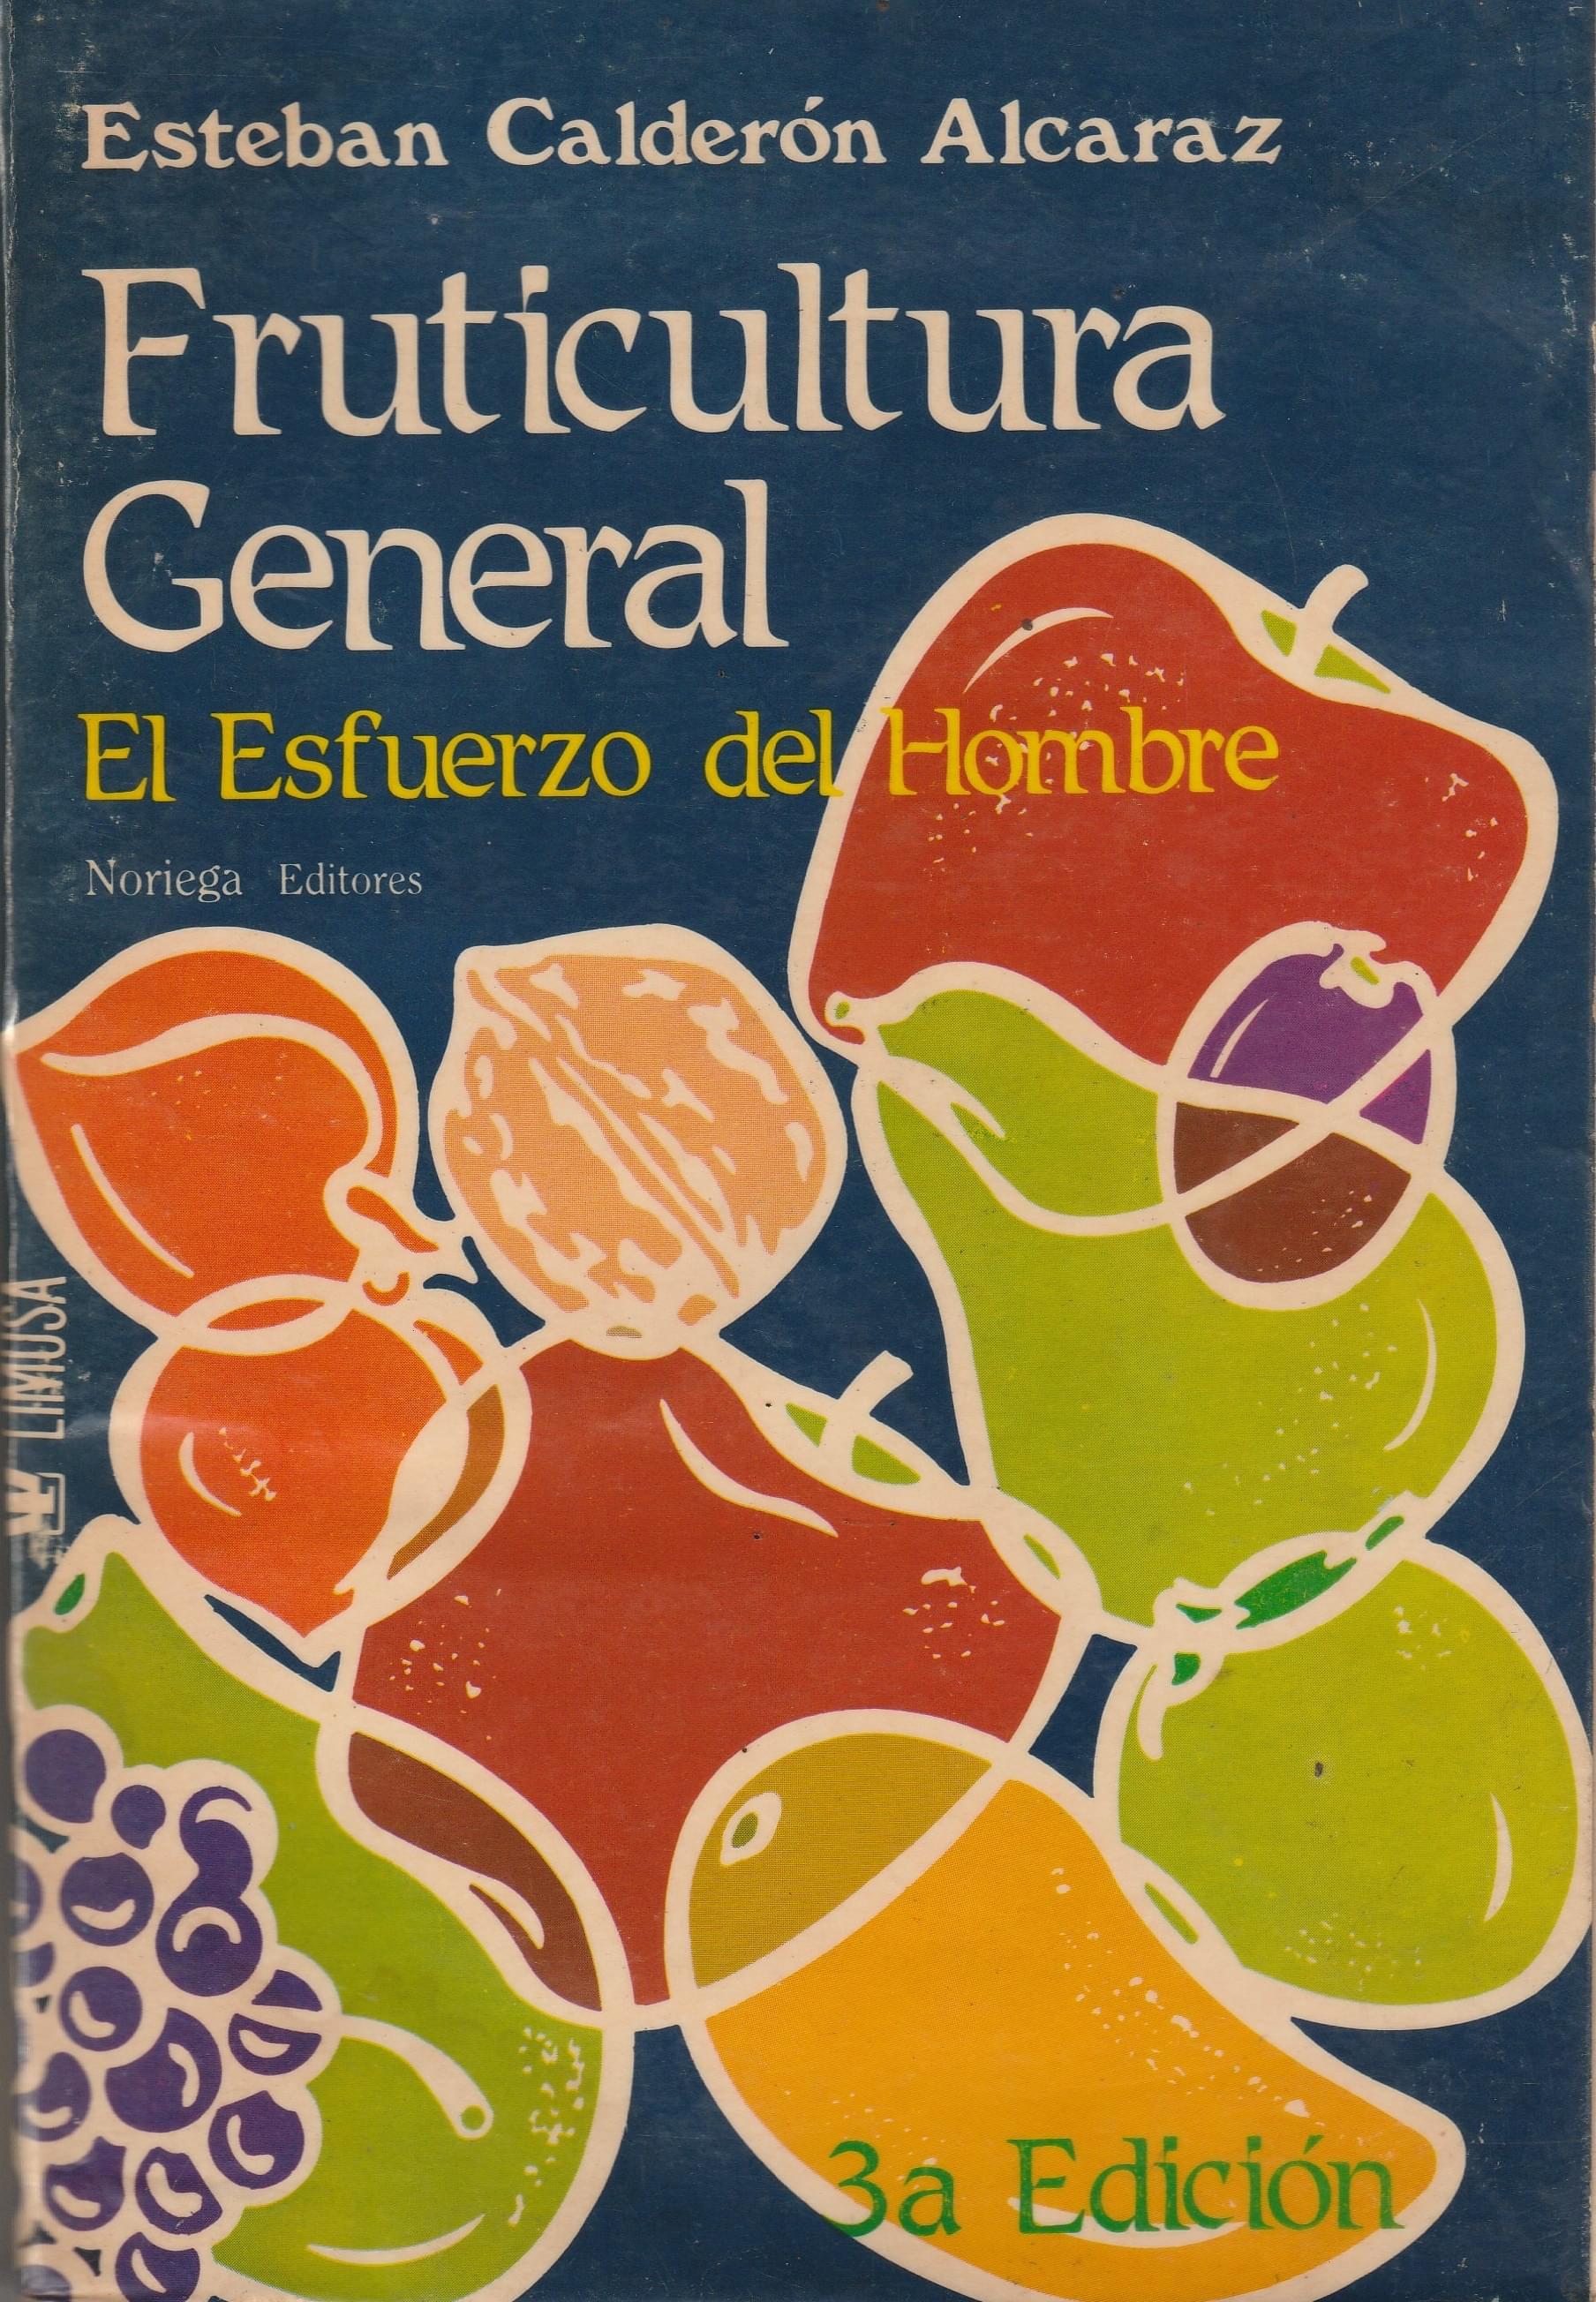 Esteban Calderón Alcaraz
Fruticultura
General
El Esfuerzo del Hombre
Noriega Editores
LIMUSA
3a Edición